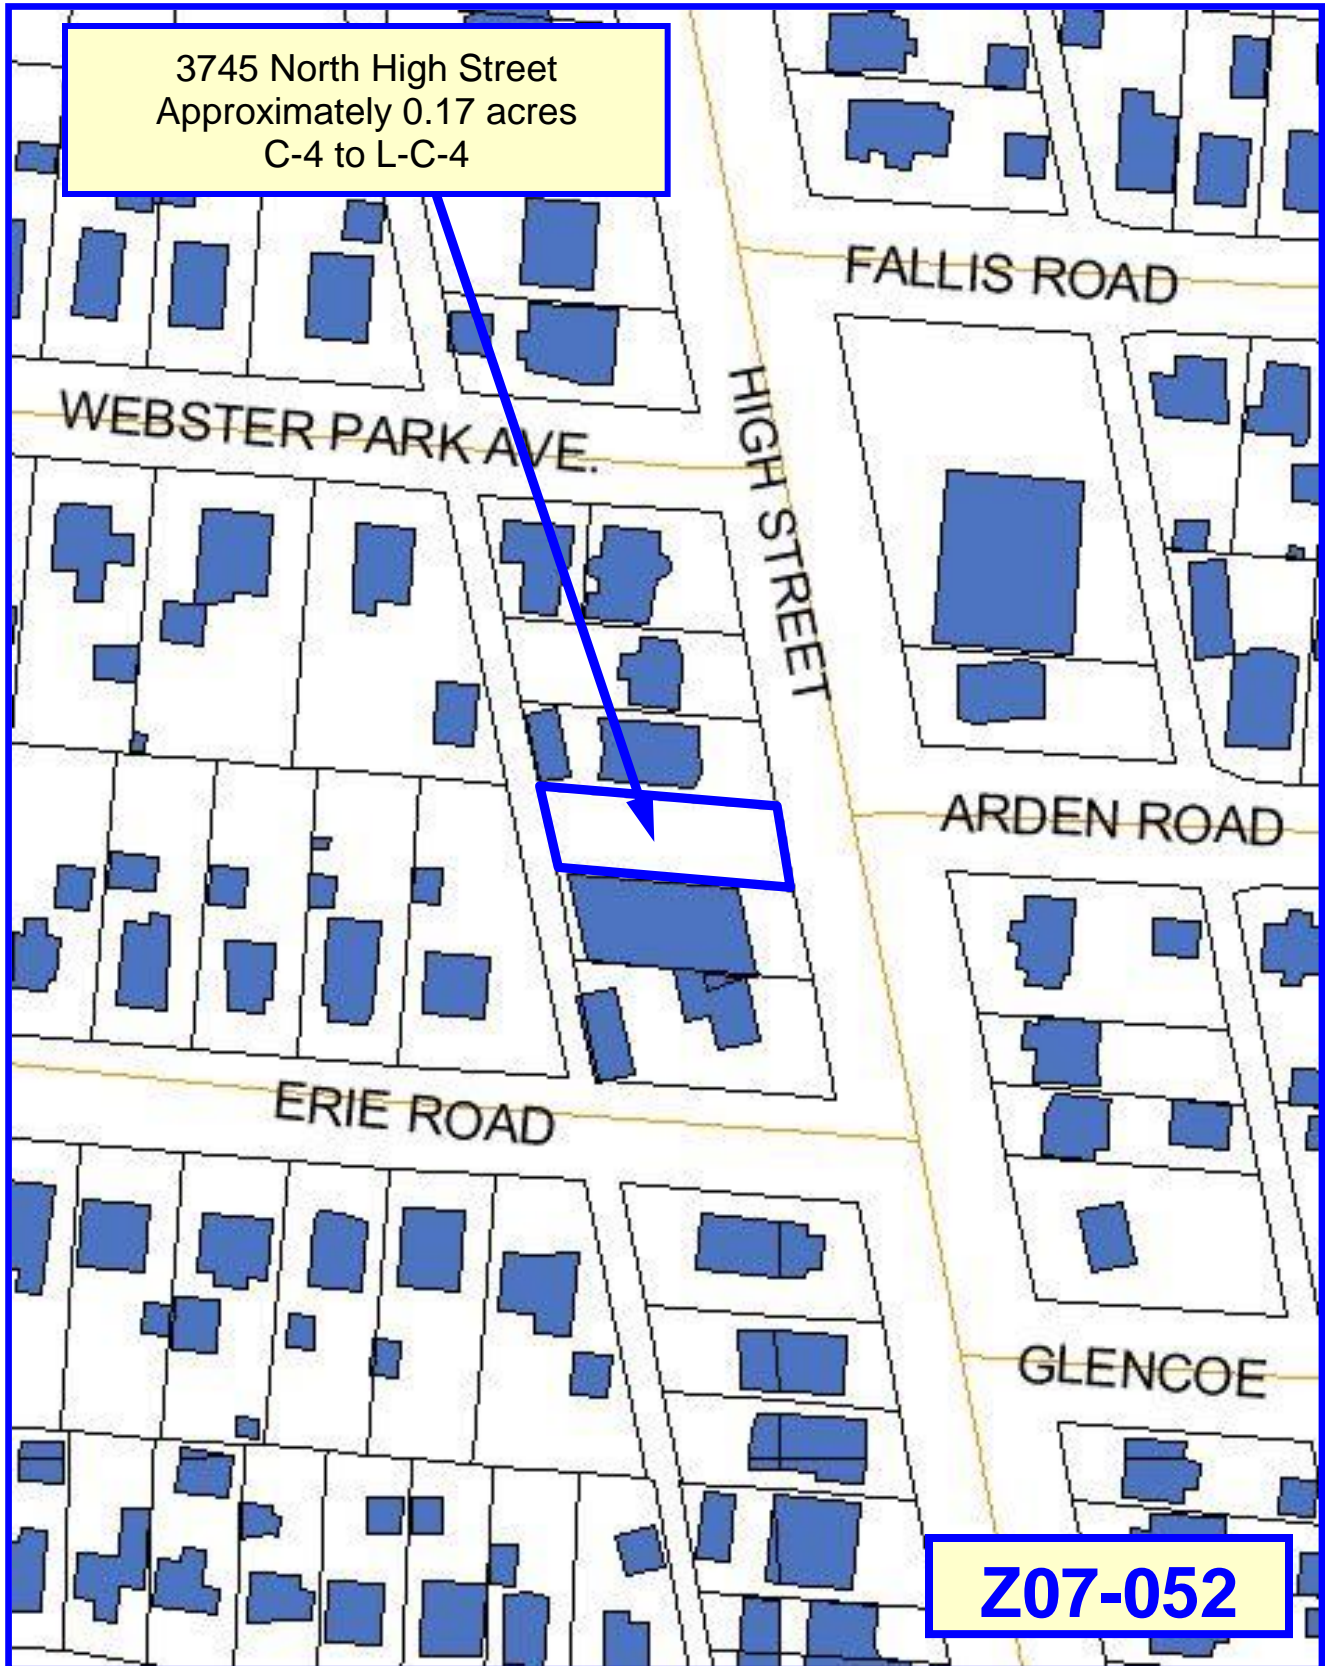 3745 North High Street
Approximately 0.17 acres
C-4 to L-C-4
FALLIS ROAD
WEBSTER PARK AVE.
HIGH STREET
ARDEN ROAD
ERIE ROAD
GLENCOE
Z07-052